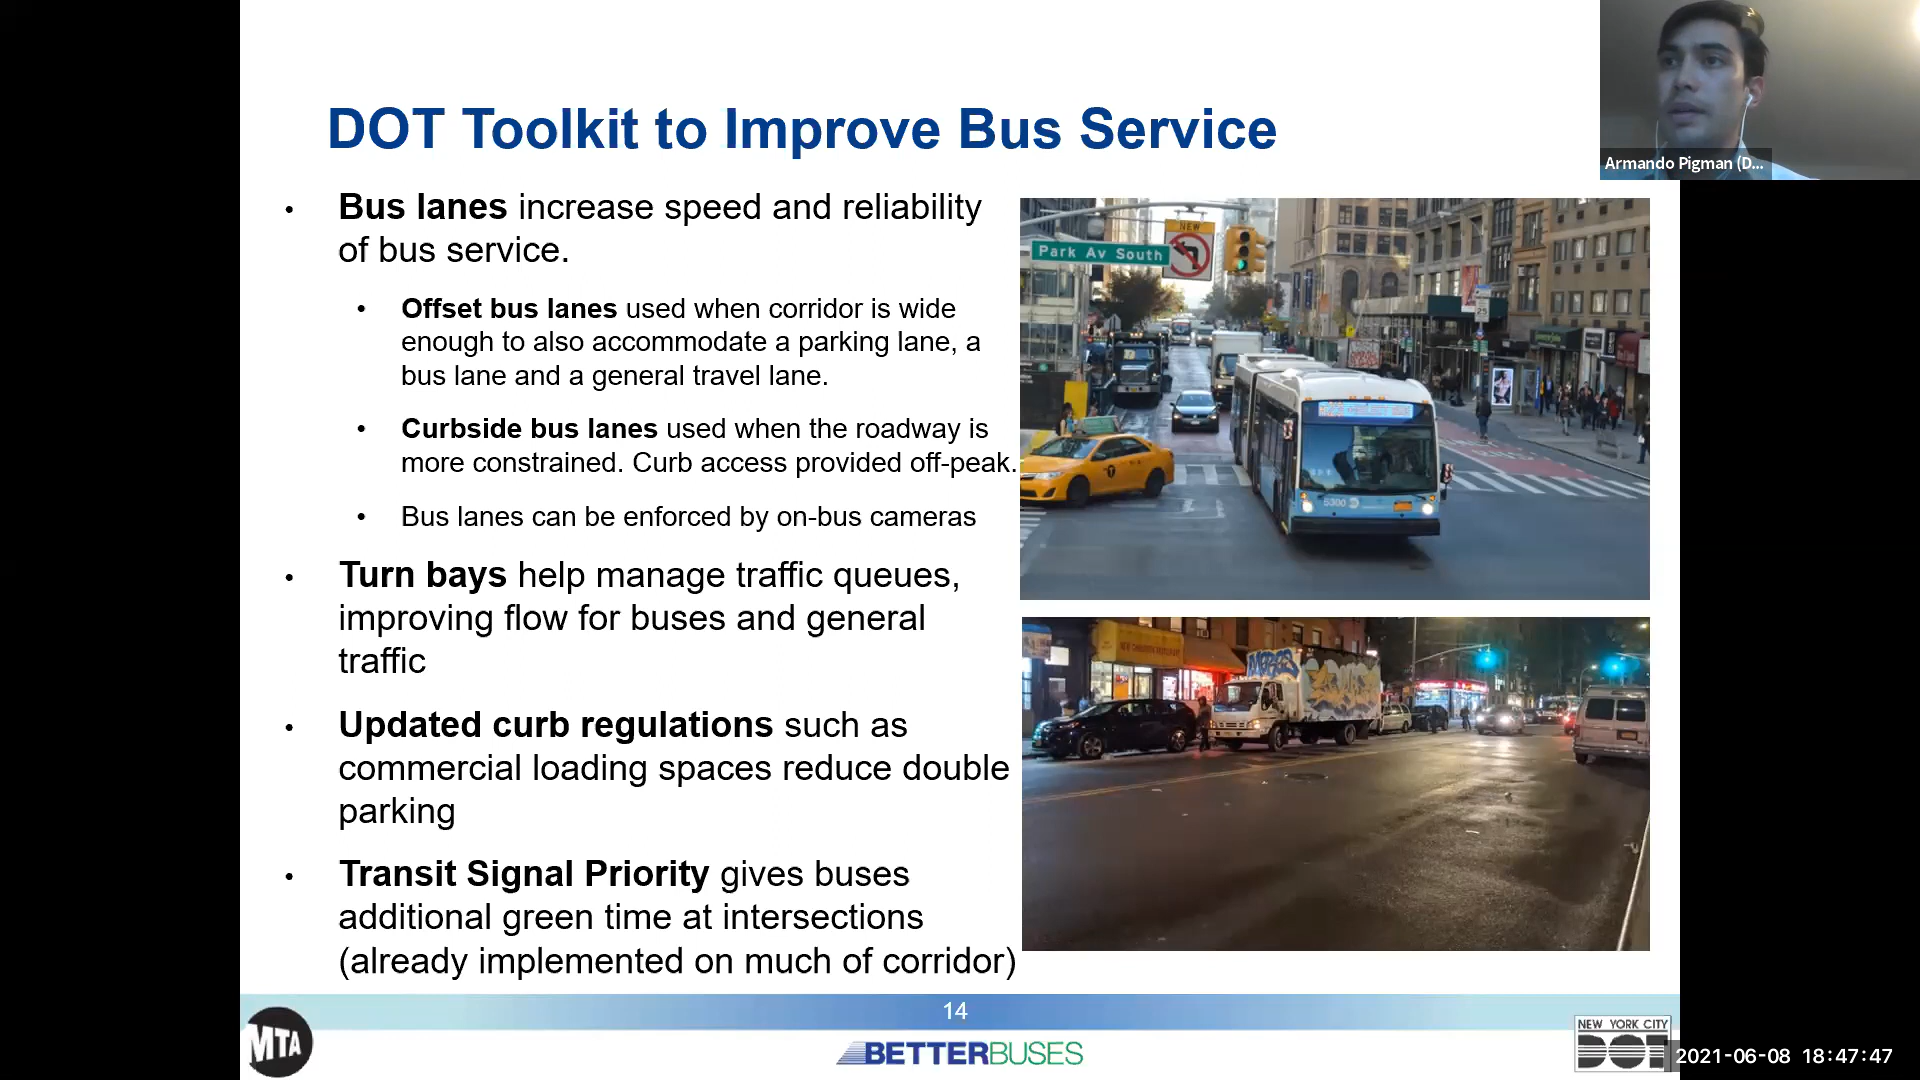 DOT Toolkit to Improve Bus Service
Armando Pigman (D...
• Bus lanes increase speed and reliability
of bus service.
• Offset bus lanes used when corridor is wide
enough to also accommodate a parking lane, a
bus lane and a general travel lane.
• Curbside bus lanes used when the roadway is
more constrained. Curb access provided off-peak.
• Bus lanes can be enforced by on-bus cameras
• Turn bays help manage traffic queues,
improving flow for buses and general
traffic
• Updated curb regulations such as
commercial loading spaces reduce double
parking
• Transit Signal Priority gives buses
additional green time at intersections
(already implemented on much of corridor)
NEW
Park Av South
25
5300
14
MTA
BETTERBUSES
NEW YORK CITY
DOT
2021-06-08 18:47:47